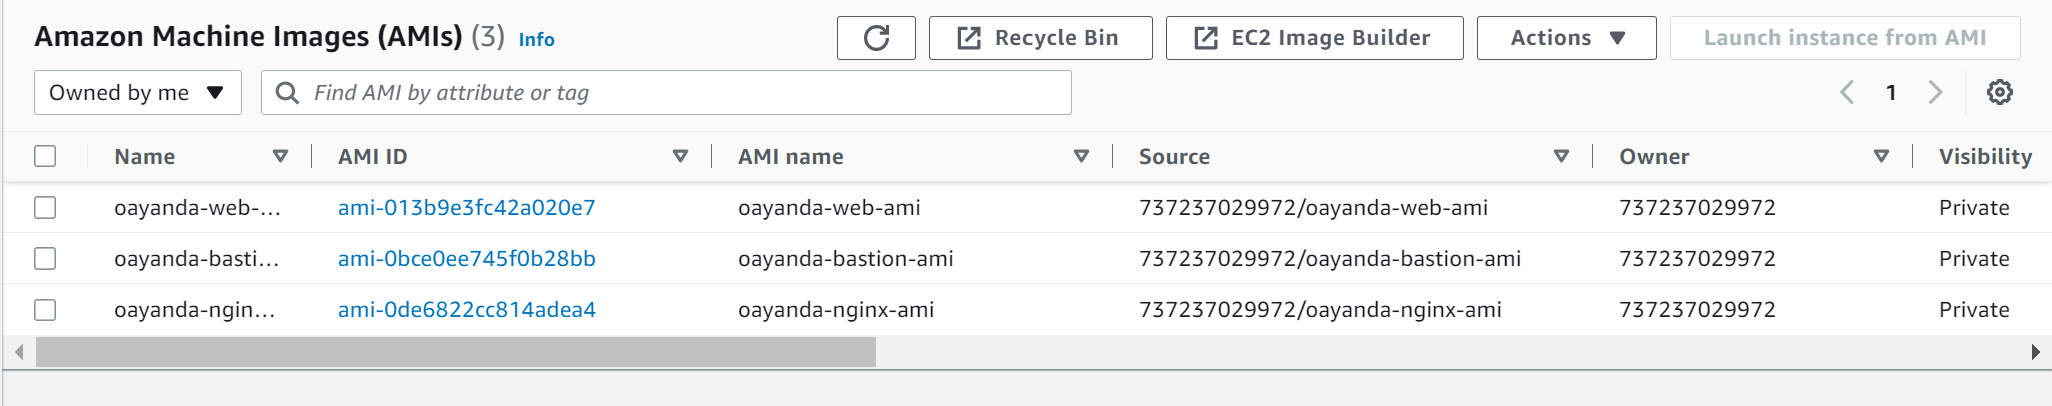 Amazon Machine Images (AMIs) (3) Info Recycle Bin EC2 Image Builder Actions Launch instance from AMI
Owned by me Find AMI by attribute or tag 1
Name AMI ID AMI name Source Owner Visibility
oayanda-web-... ami-013b9e3fc42a020e7 oayanda-web-ami 737237029972/oayanda-web-ami 737237029972 Private
oayanda-basti... ami-0bce0ee745f0b28bb oayanda-bastion-ami 737237029972/oayanda-bastion-ami 737237029972 Private
oayanda-ngin... ami-0de6822cc814adea4 oayanda-nginx-ami 737237029972/oayanda-nginx-ami 737237029972 Private